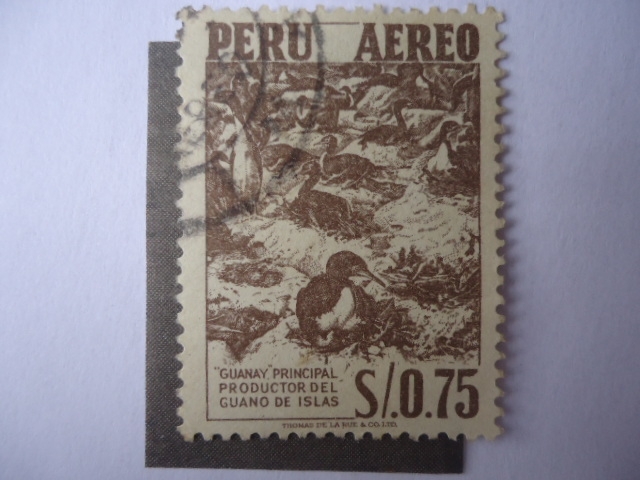 PERU AEREO
"GUANAY" PRINCIPAL
PRODUCTOR DEL
GUANO DE ISLAS
S/.0.75
THOMAS DE LA RUE & CO. LTD.